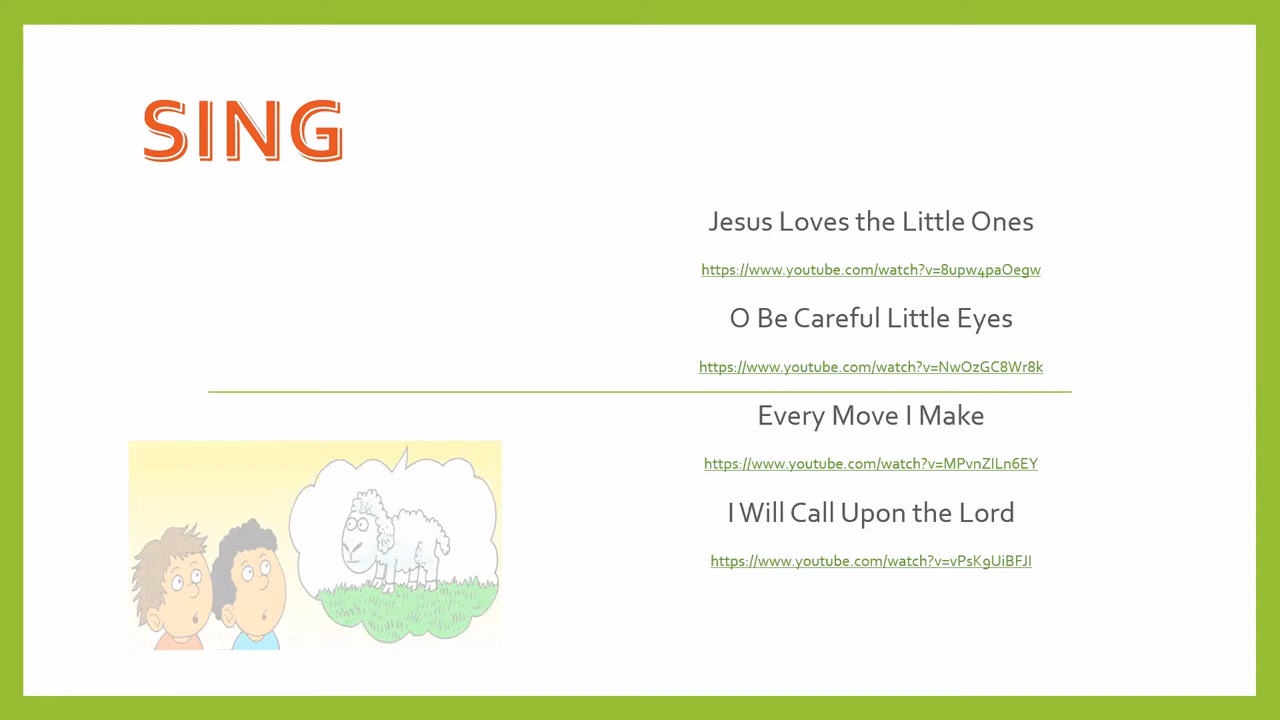 SING
Jesus Loves the Little Ones
https://www.youtube.com/watch?v=8upw4paOegw
O Be Careful Little Eyes
https://www.youtube.com/watch?v=NwOzGC8Wr8k
Every Move I Make
https://www.youtube.com/watch?v=MPvnZILn6EY
I Will Call Upon the Lord
https://www.youtube.com/watch?v=vPsK9UiBFJI